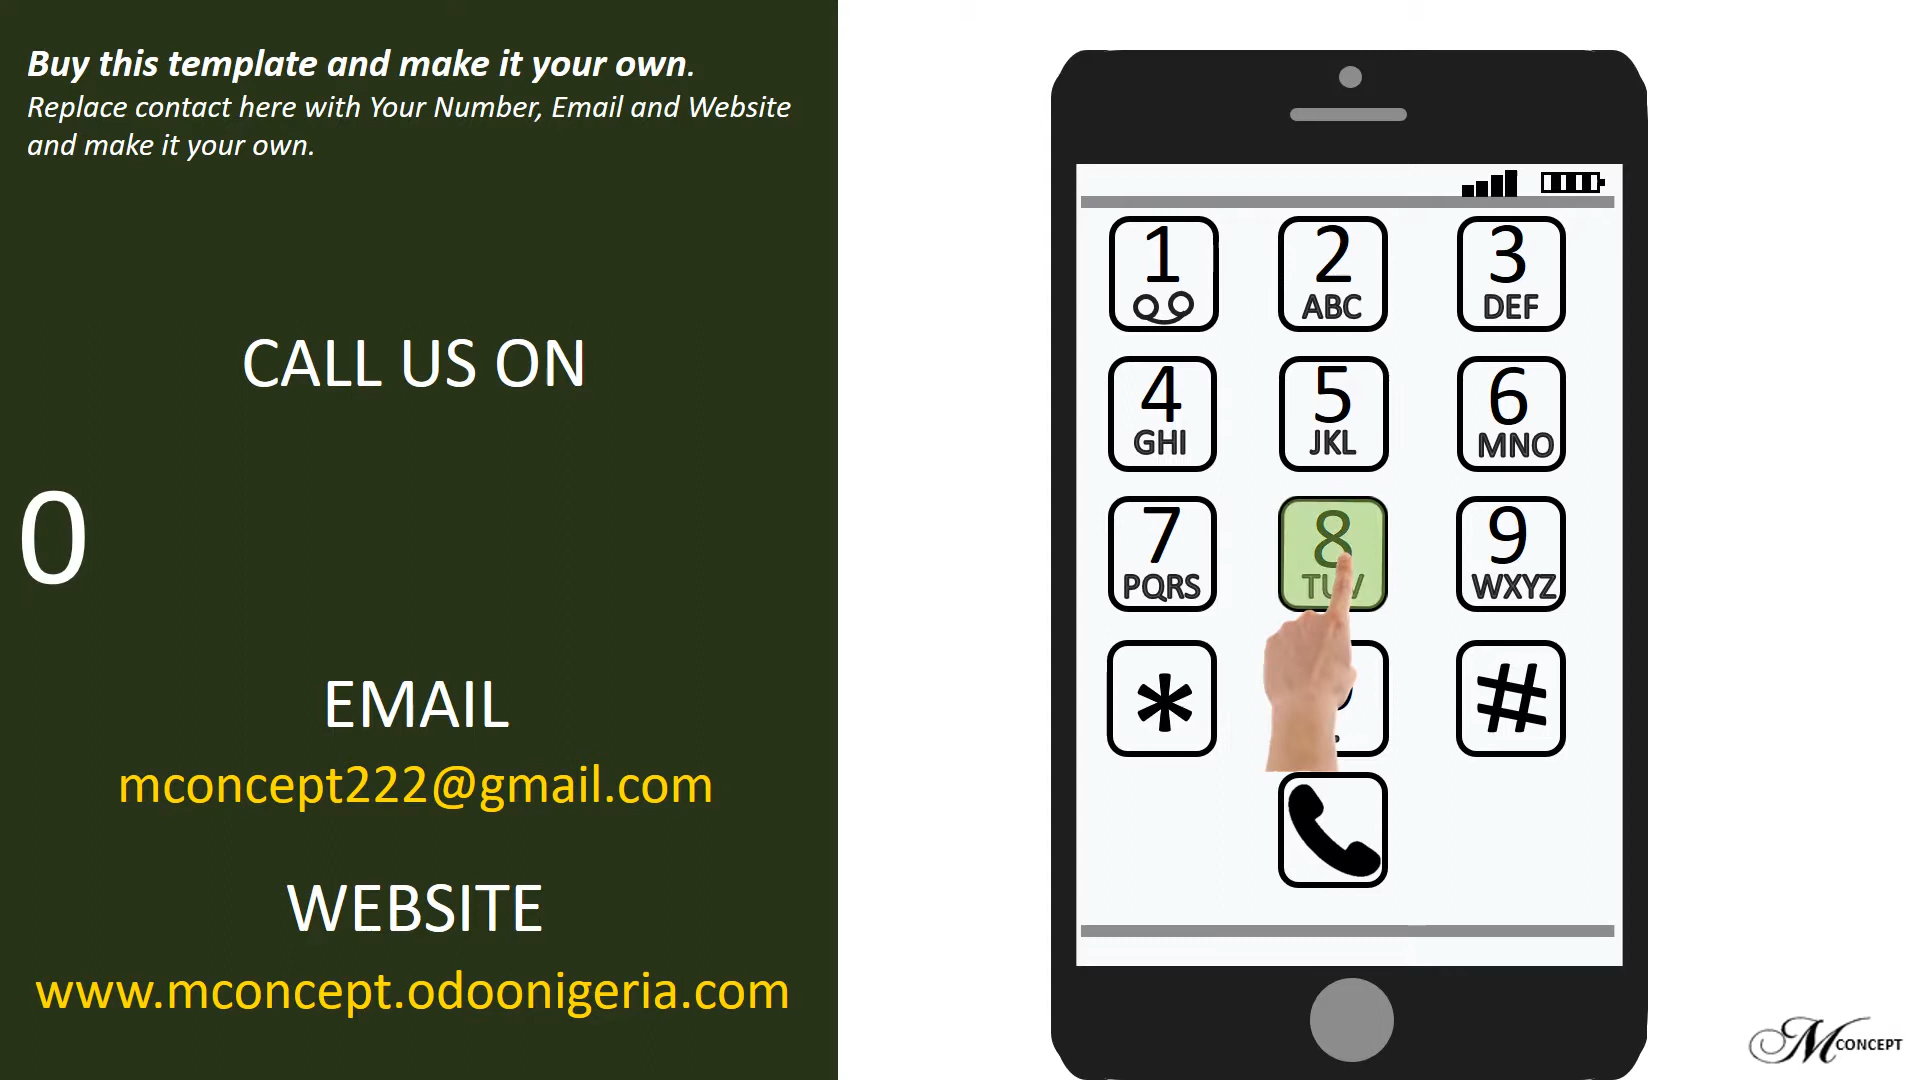 Buy this template and make it your own.
Replace contact here with Your Number, Email and Website
and make it your own.
CALL US ON
0
EMAIL
mconcept222@gmail.com
WEBSITE
www.mconcept.odoonigeria.com
1 2 3
ABC DEF
4 5 6
GHI JKL MNO
7 8 9
PQRS TUV WXYZ
* #
MCONCEPT